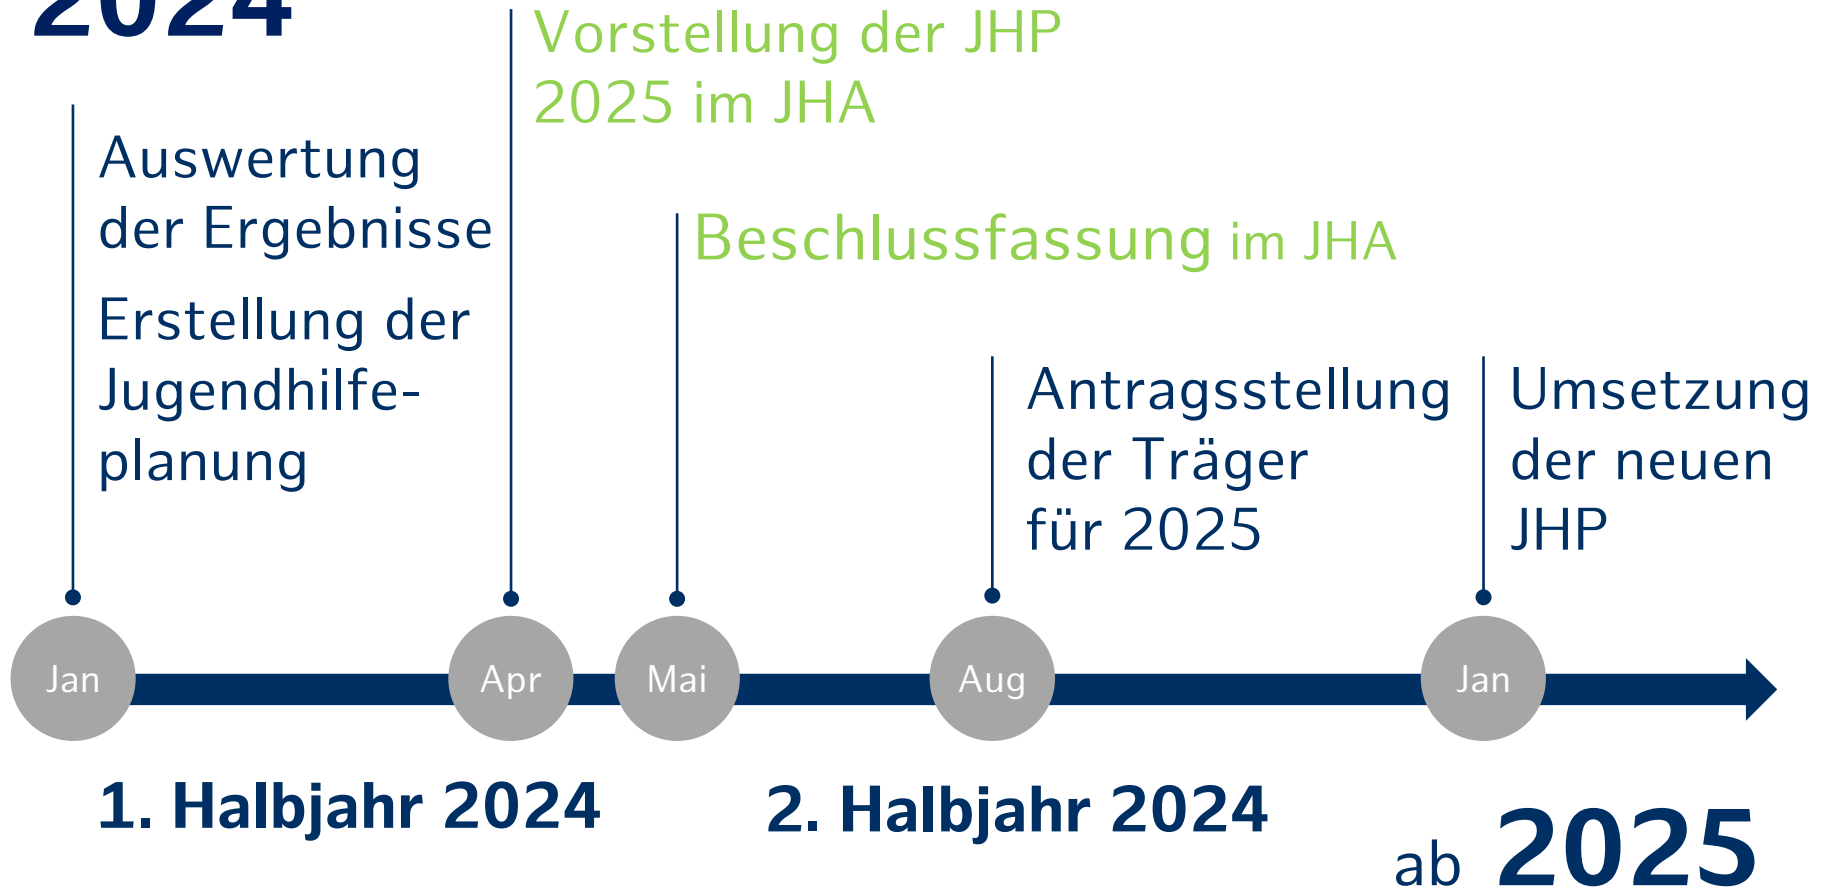 2024
Vorstellung der JHP
2025 im JHA
Auswertung
der Ergebnisse
Erstellung der
Jugendhilfe-
planung
Beschlussfassung im JHA
Antragsstellung
der Träger
für 2025
Umsetzung
der neuen
JHP
Jan
Apr
Mai
Aug
Jan
1. Halbjahr 2024
2. Halbjahr 2024
ab 2025